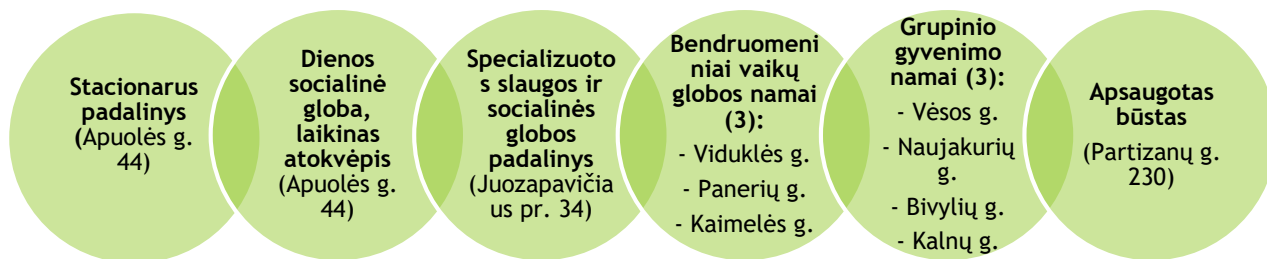 Stacionarus
padalinys
(Apuolės g.
44)
Dienos
socialinė
globa,
laikinas
atokvėpis
(Apuolės g.
44)
Specializuoto
s slaugos ir
socialinės
globos
padalinys
(Juozapavičia
us pr. 34)
Bendruomeni
niai vaikų
globos namai
(3):
- Viduklės g.
- Panerių g.
- Kaimelės g.
Grupinio
gyvenimo
namai (3):
- Vėsos g.
- Naujakurių
g.
- Bivylių g.
- Kalnų g.
Apsaugotas
būstas
(Partizanų g.
230)